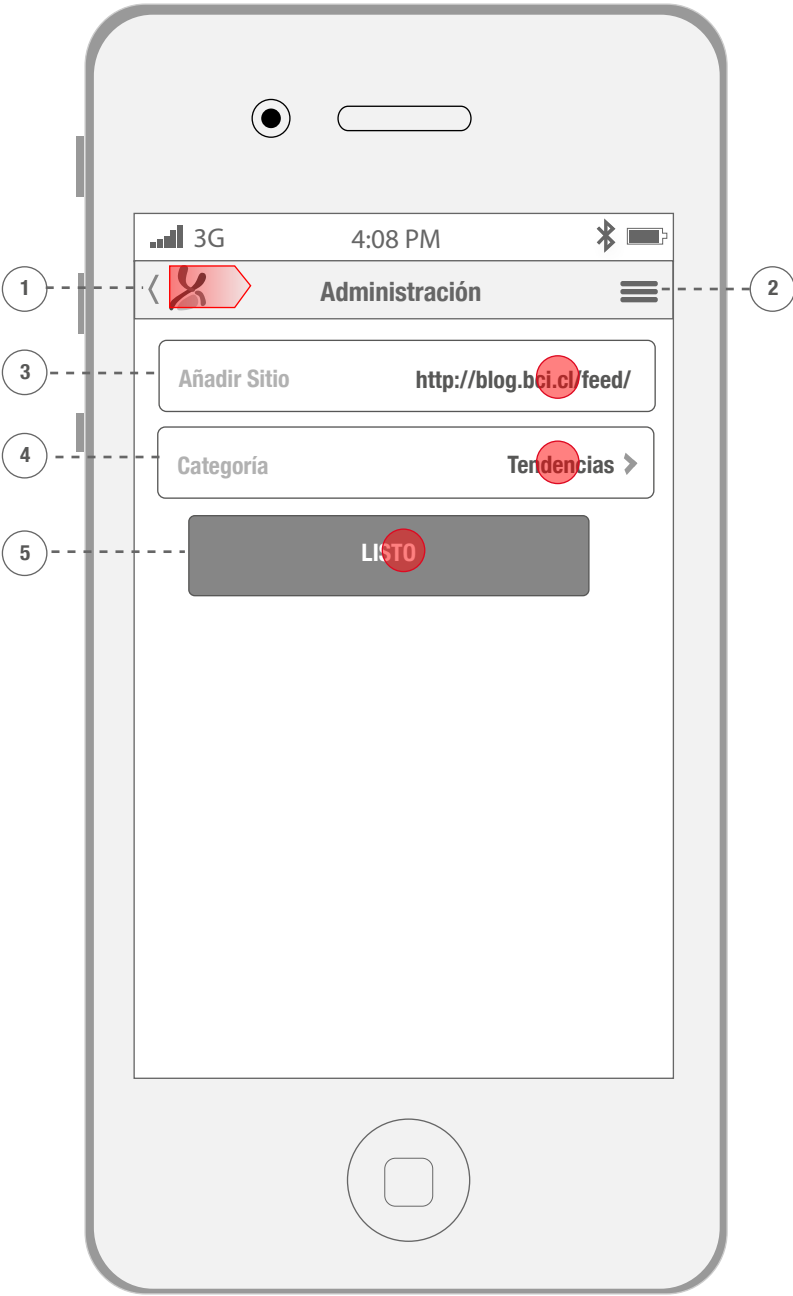 3G 4:08 PM
1 Administración 2
3 Añadir Sitio http://blog.bci.cl/feed/
4 Categoría Tendencias
5 LISTO